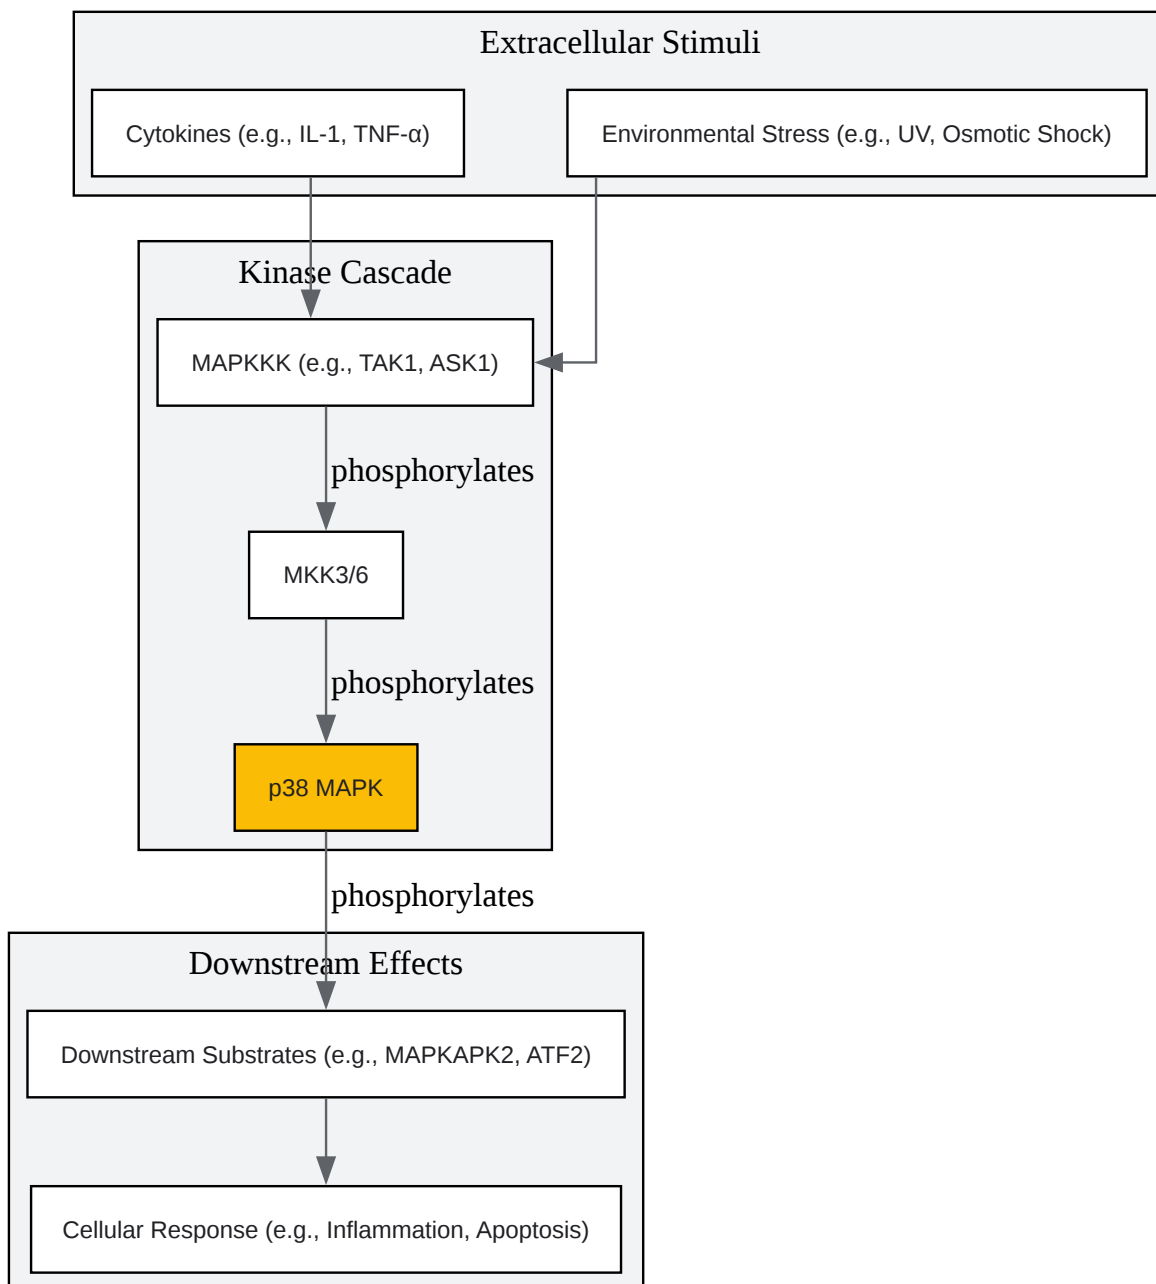 Extracellular Stimuli
Cytokines (e.g., IL-1, TNF-α)
Environmental Stress (e.g., UV, Osmotic Shock)
Kinase Cascade
MAPKKK (e.g., TAK1, ASK1)
phosphorylates
MKK3/6
phosphorylates
p38 MAPK
phosphorylates
Downstream Effects
Downstream Substrates (e.g., MAPKAPK2, ATF2)
Cellular Response (e.g., Inflammation, Apoptosis)